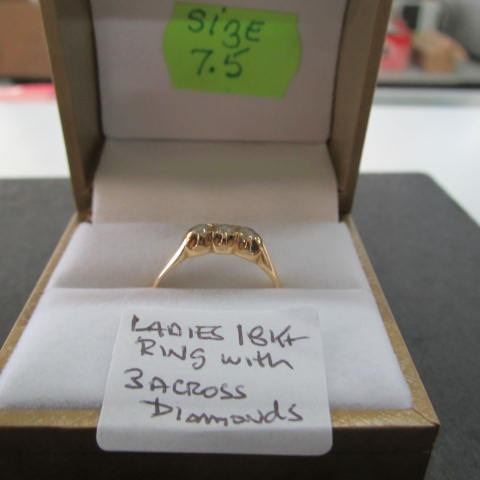 SIZE
7.5
LADIES 18Kt
RING with
3 ACROSS
Diamonds